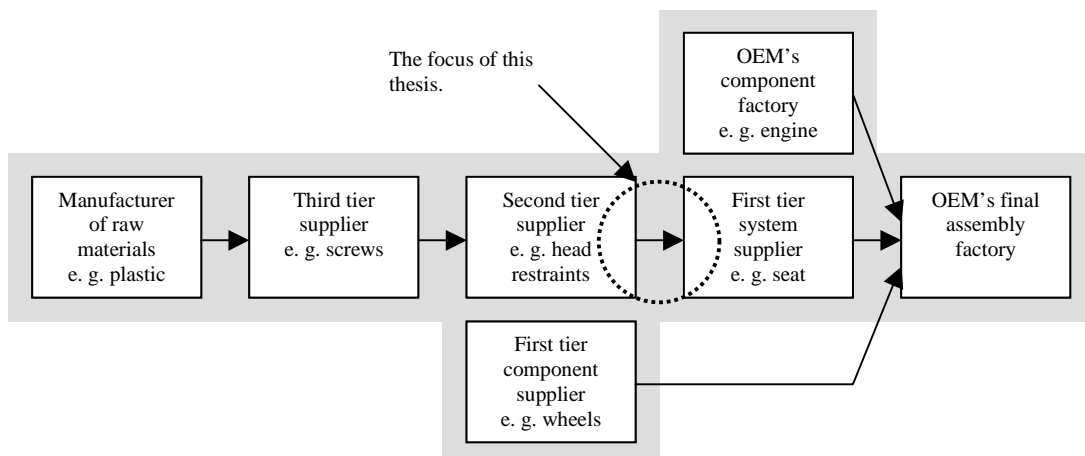 The focus of this
thesis.
OEM’s
component
factory
e. g. engine
Manufacturer
of raw
materials
e. g. plastic
Third tier
supplier
e. g. screws
Second tier
supplier
e. g. head
restraints
First tier
system
supplier
e. g. seat
OEM’s final
assembly
factory
First tier
component
supplier
e. g. wheels